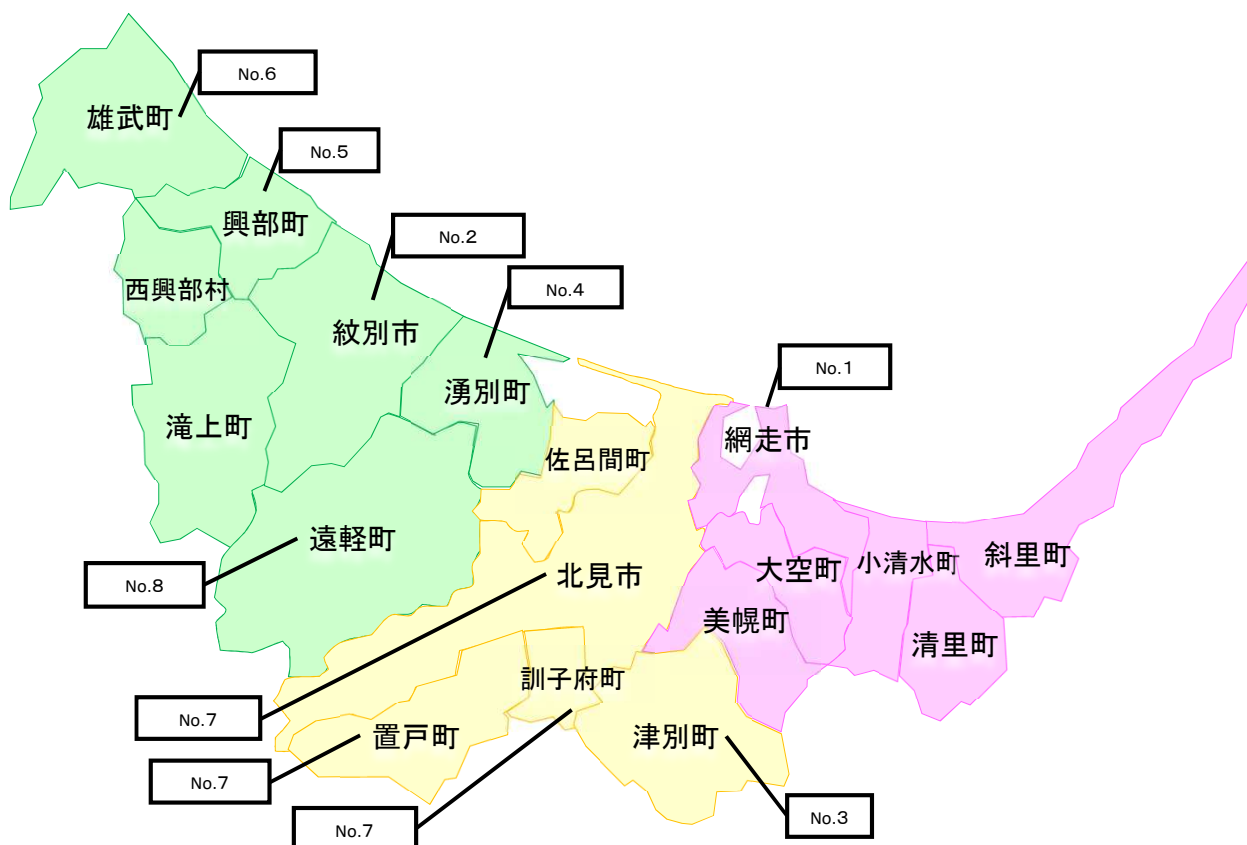 No.6
雄武町
No.5
興部町
No.2
西興部村
No.4
紋別市
No.1
湧別町
滝上町
網走市
佐呂間町
遠軽町
No.8
北見市
大空町
小清水町
斜里町
美幌町
清里町
訓子府町
No.7
置戸町
津別町
No.7
No.7
No.3